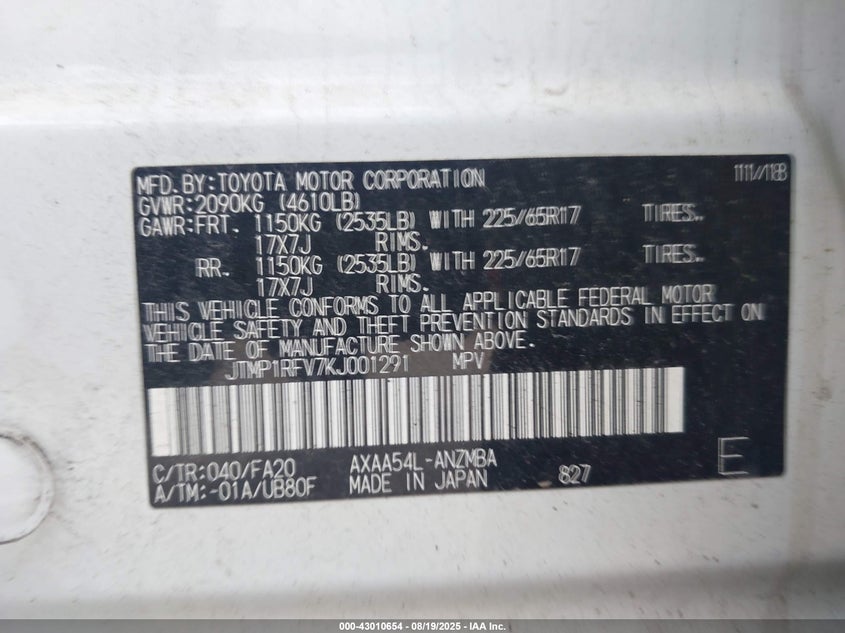 MFD.BY:TOYOTA MOTOR CORPORATION 11//18B
GVWR:2090KG (4610LB)
GAWR:FRT. 1150KG (2535LB) WITH 225/65R17 TIRES.
17X7J RIMS.
RR. 1150KG (2535LB) WITH 225/65R17 TIRES.
17X7J RIMS.
THIS VEHICLE CONFORMS TO ALL APPLICABLE FEDERAL MOTOR
VEHICLE SAFETY AND THEFT PREVENTION STANDARDS IN EFFECT ON
THE DATE OF MANUFACTURE SHOWN ABOVE.
JTMP1RFV7KJ001291 MPV
C/TR:040/FA20 AXAA54L-ANZMBA
A/TM:-01A/UB80F MADE IN JAPAN 827 E
000-43010654 - 08/19/2025 - IAA Inc.